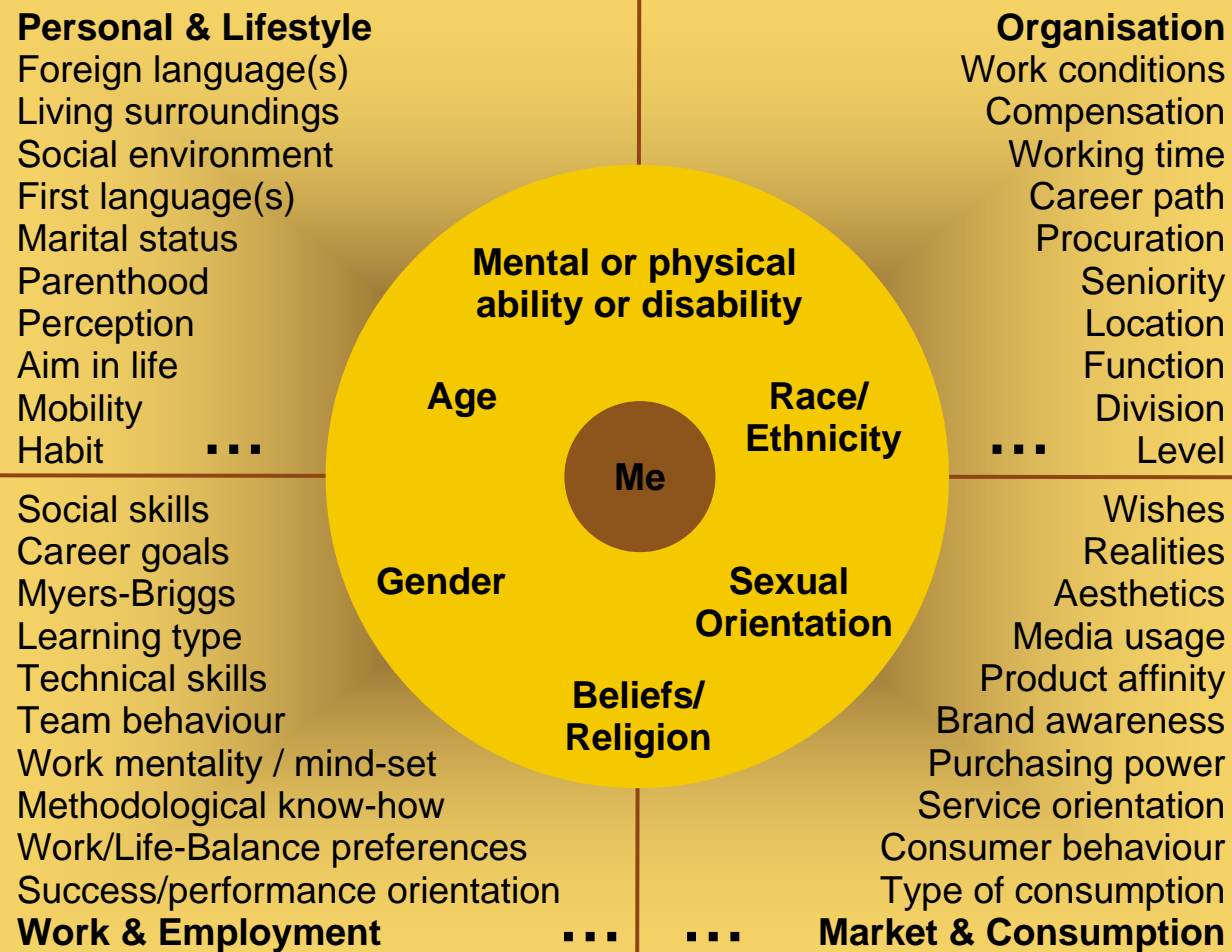 Personal & Lifestyle
Foreign language(s)
Living surroundings
Social environment
First language(s)
Marital status
Parenthood
Perception
Aim in life
Mobility
Habit ...
Organisation
Work conditions
Compensation
Working time
Career path
Procuration
Seniority
Location
Function
Division
... Level
Mental or physical
ability or disability
Age
Race/
Ethnicity
Me
Gender
Sexual
Orientation
Beliefs/
Religion
Social skills
Career goals
Myers-Briggs
Learning type
Technical skills
Team behaviour
Work mentality / mind-set
Methodological know-how
Work/Life-Balance preferences
Success/performance orientation
Work & Employment ...
Wishes
Realities
Aesthetics
Media usage
Product affinity
Brand awareness
Purchasing power
Service orientation
Consumer behaviour
Type of consumption
... Market & Consumption